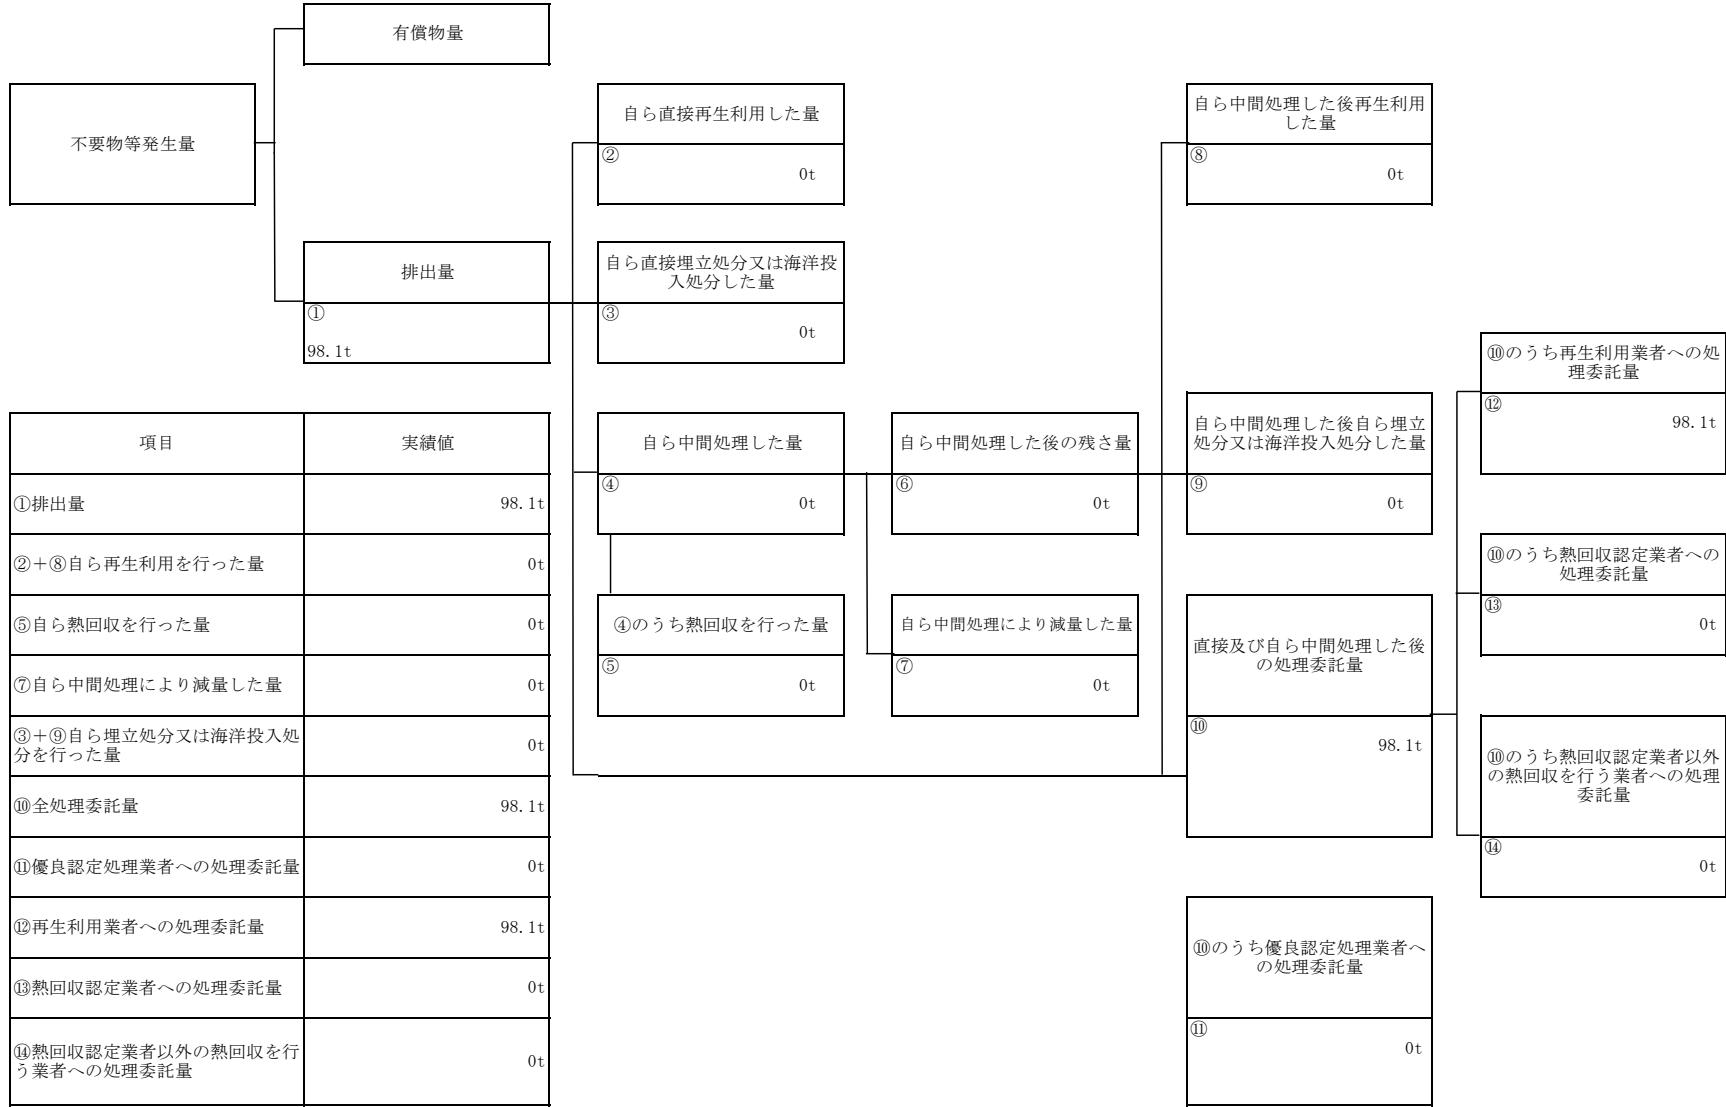 有償物量
不要物等発生量
自ら直接再生利用した量
②
0t
自ら中間処理した後再生利用
した量
⑧
0t
排出量
①
98.1t
自ら直接埋立処分又は海洋投
入処分した量
③
0t
⑩のうち再生利用業者への処
理委託量
⑫
98.1t
自ら中間処理した量
④
0t
自ら中間処理した後の残さ量
⑥
0t
自ら中間処理した後自ら埋立
処分又は海洋投入処分した量
⑨
0t
⑩のうち熱回収認定業者への
処理委託量
⑬
0t
④のうち熱回収を行った量
⑤
0t
自ら中間処理により減量した量
⑦
0t
直接及び自ら中間処理した後
の処理委託量
⑩
98.1t
⑩のうち熱回収認定業者以外
の熱回収を行う業者への処理
委託量
⑭
0t
⑩のうち優良認定処理業者へ
の処理委託量
⑪
0t
項目 実績値
①排出量 98.1t
②+⑧自ら再生利用を行った量 0t
⑤自ら熱回収を行った量 0t
⑦自ら中間処理により減量した量 0t
③+⑨自ら埋立処分又は海洋投入処
分を行った量 0t
⑩全処理委託量 98.1t
⑪優良認定処理業者への処理委託量 0t
⑫再生利用業者への処理委託量 98.1t
⑬熱回収認定業者への処理委託量 0t
⑭熱回収認定業者以外の熱回収を行
う業者への処理委託量 0t